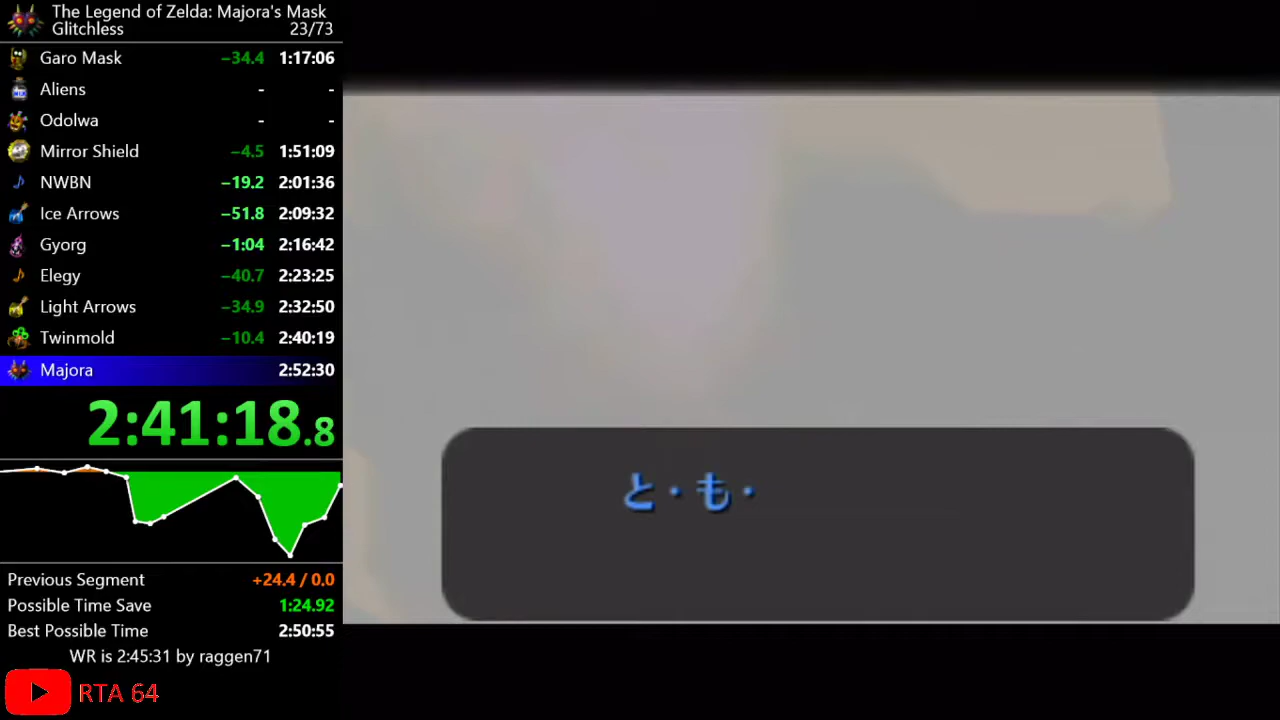 The Legend of Zelda: Majora's Mask
Glitchless 23/73
Garo Mask −34.4 1:17:06
Aliens - -
Odolwa - -
Mirror Shield −4.5 1:51:09
NWBN −19.2 2:01:36
Ice Arrows −51.8 2:09:32
Gyorg −1:04 2:16:42
Elegy −40.7 2:23:25
Light Arrows −34.9 2:32:50
Twinmold −10.4 2:40:19
Majora 2:52:30
2:41:18.8
Previous Segment +24.4 / 0.0
Possible Time Save 1:24.92
Best Possible Time 2:50:55
WR is 2:45:31 by raggen71
RTA 64
と・も・